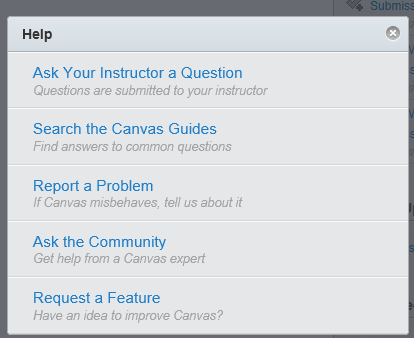 Submiss
Help
Ask Your Instructor a Question
Questions are submitted to your instructor
Search the Canvas Guides
Find answers to common questions
Report a Problem
If Canvas misbehaves, tell us about it
Ask the Community
Get help from a Canvas expert
Request a Feature
Have an idea to improve Canvas?